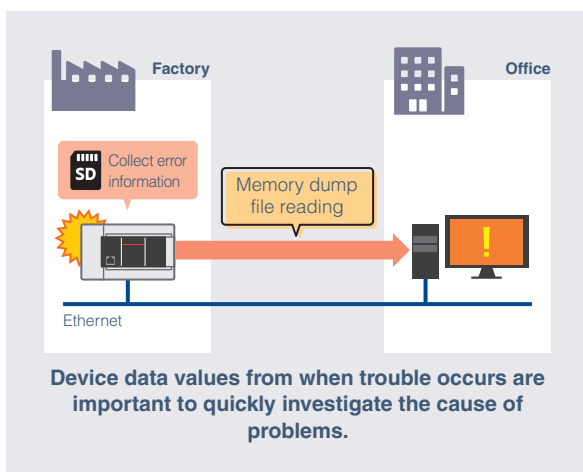 Factory
Office
SD
Collect error
information
Memory dump
file reading
!
Ethernet
Device data values from when trouble occurs are
important to quickly investigate the cause of
problems.